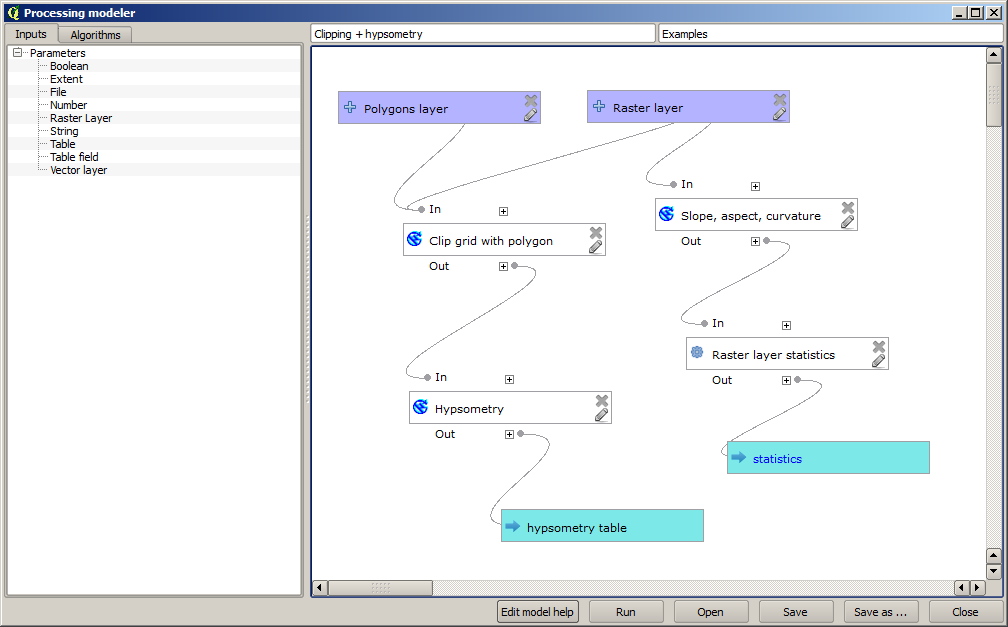 Processing modeler
Inputs
Algorithms
Parameters
Boolean
Extent
File
Number
Raster Layer
String
Table
Table field
Vector layer
Clipping + hypsometry
Examples
Polygons layer
Raster layer
In
Slope, aspect, curvature
Out
In
Clip grid with polygon
Out
In
Raster layer statistics
Out
In
Hypsometry
Out
statistics
hypsometry table
Edit model help
Run
Open
Save
Save as ...
Close